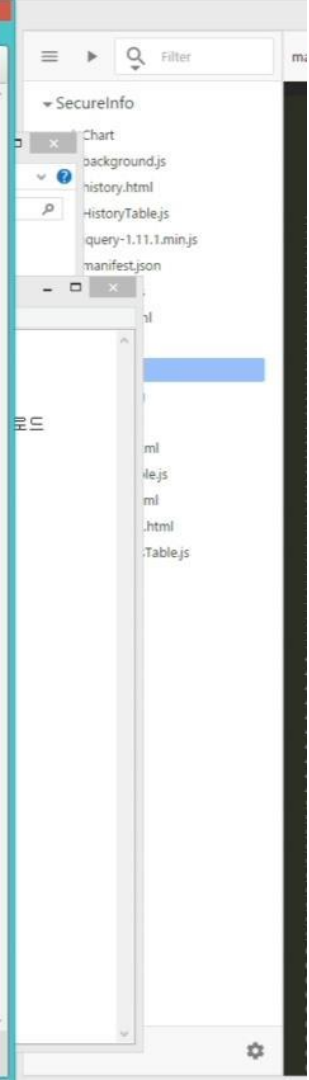 Filter
ma
SecureInfo
Chart
background.js
history.html
HistoryTable.js
jquery-1.11.1.min.js
manifest.json
로드
ml
le.js
ml
.html
Table.js